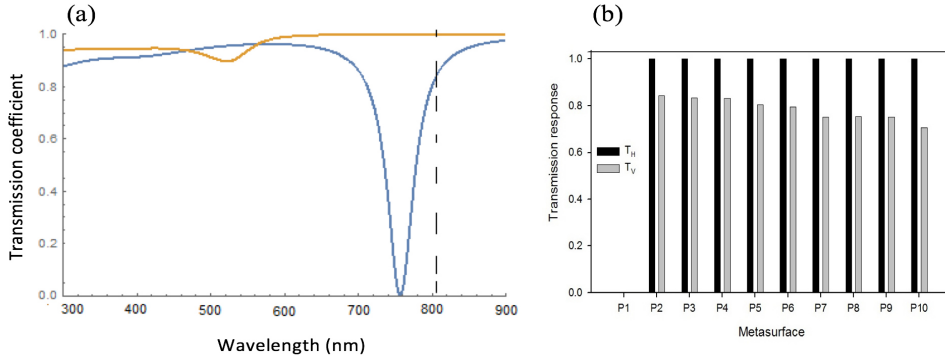 (a)
Transmission coefficient
1.0
0.8
0.6
0.4
0.2
0.0
300 400 500 600 700 800 900
Wavelength (nm)
(b)
Transmission response
1.0
0.8
0.6
0.4
0.2
0.0
T_H
T_V
P1 P2 P3 P4 P5 P6 P7 P8 P9 P10
Metasurface